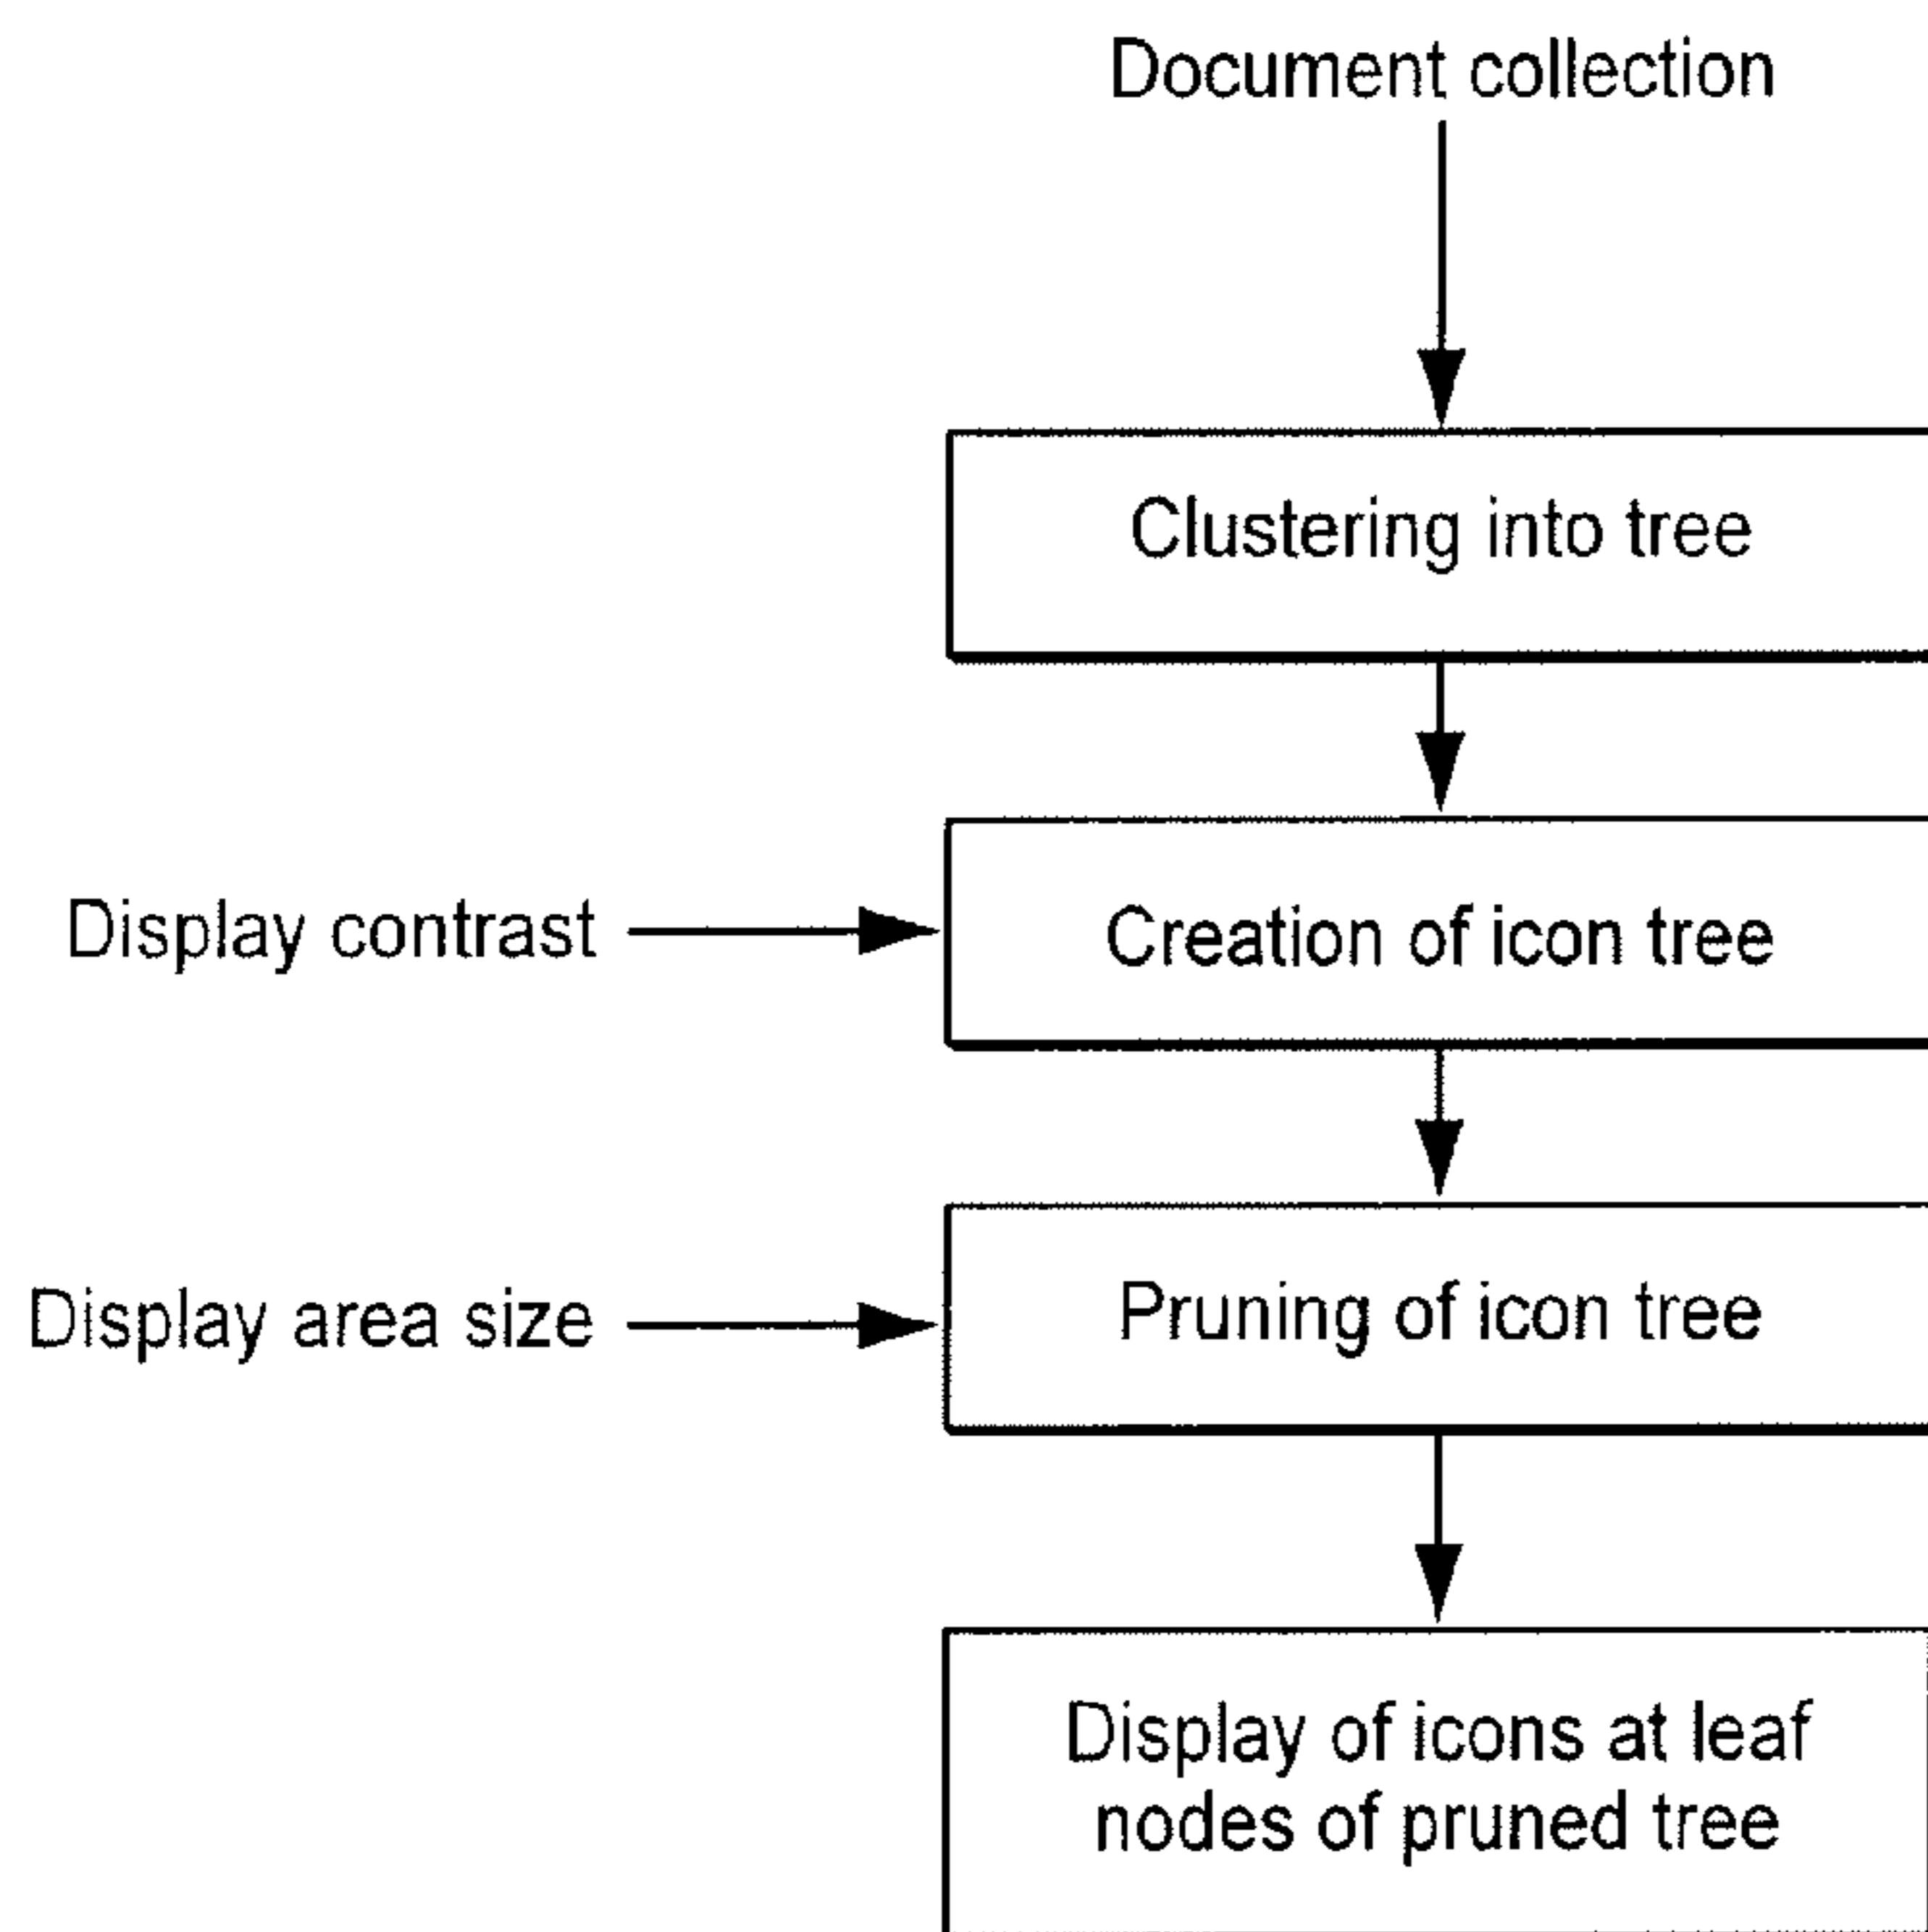 Document collection
Clustering into tree
Display contrast
Creation of icon tree
Display area size
Pruning of icon tree
Display of icons at leaf
nodes of pruned tree